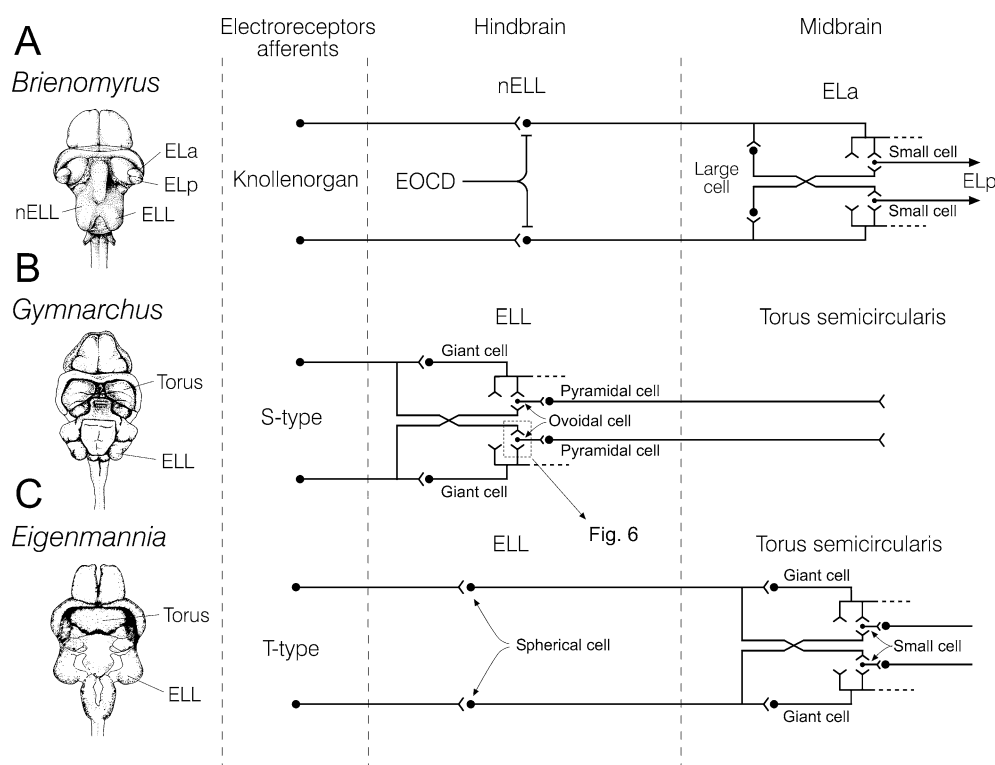 Electroreceptors
afferents
Hindbrain
Midbrain
A
Brienomyrus
ELa
ELp
nELL
ELL
Knollenorgan
nELL
EOCD
ELa
Large
cell
Small cell
ELp
Small cell
B
Gymnarchus
Torus
ELL
S-type
ELL
Giant cell
Pyramidal cell
Ovoidal cell
Pyramidal cell
Giant cell
Fig. 6
Torus semicircularis
C
Eigenmannia
Torus
ELL
T-type
ELL
Spherical cell
Torus semicircularis
Giant cell
Small cell
Giant cell